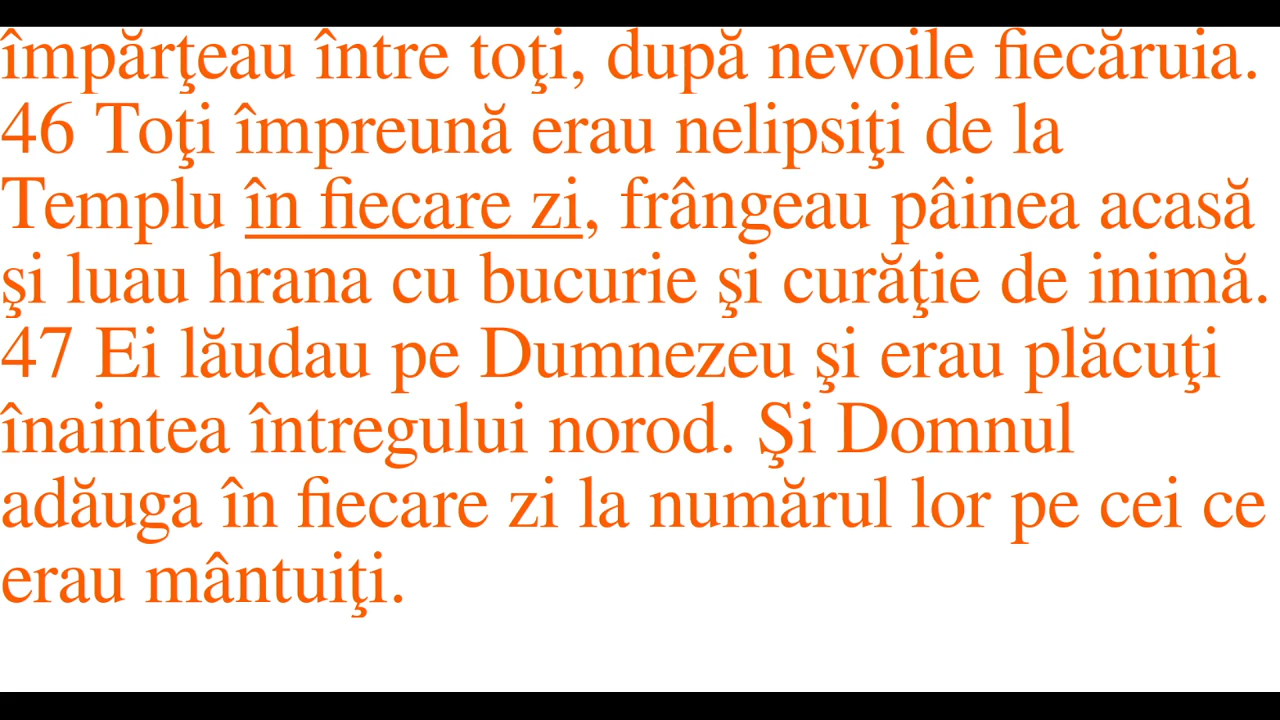 împărţeau între toţi, după nevoile fiecăruia.
46 Toţi împreună erau nelipsiţi de la
Templu în fiecare zi, frângeau pâinea acasă
şi luau hrana cu bucurie şi curăţie de inimă.
47 Ei lăudau pe Dumnezeu şi erau plăcuţi
înaintea întregului norod. Şi Domnul
adăuga în fiecare zi la numărul lor pe cei ce
erau mântuiţi.